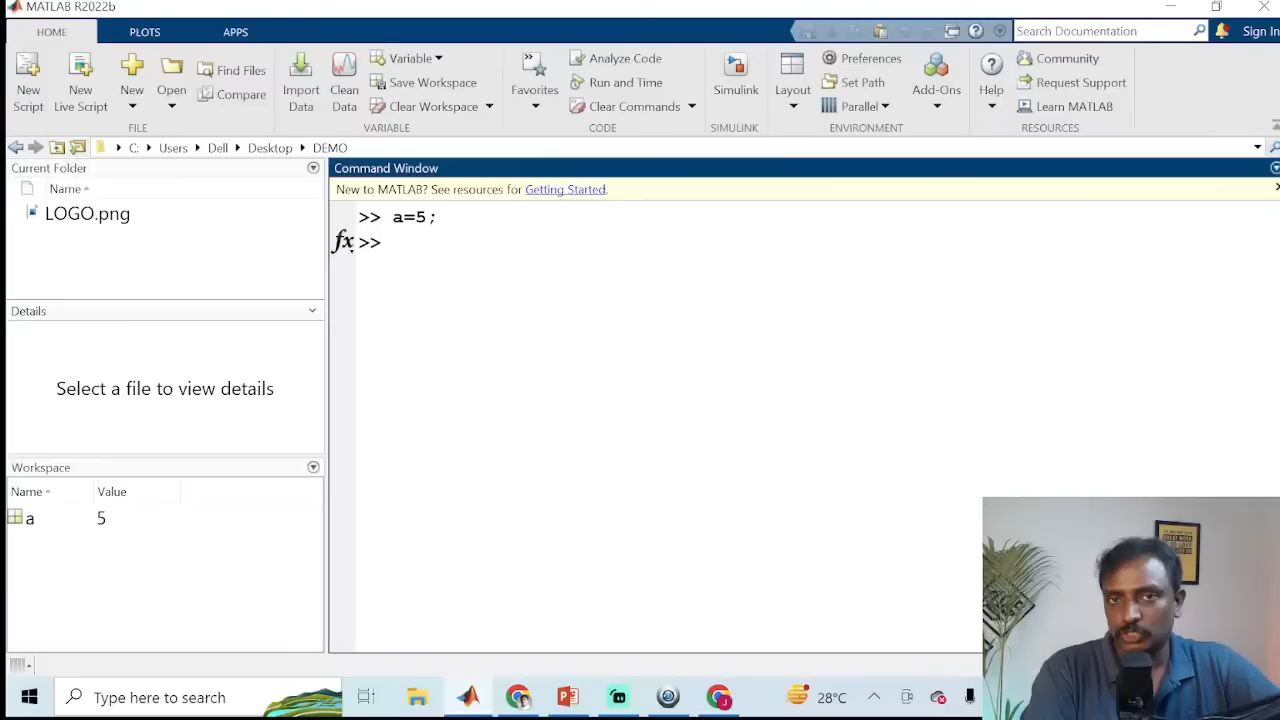 MATLAB R2022b
HOME PLOTS APPS
Search Documentation
Sign In
New Script
New Live Script
New
Open
Find Files
Compare
FILE
Import Data
Clean Data
Variable
Save Workspace
Clear Workspace
VARIABLE
Favorites
Analyze Code
Run and Time
Clear Commands
CODE
Simulink
SIMULINK
Layout
Preferences
Set Path
Parallel
ENVIRONMENT
Add-Ons
Help
Community
Request Support
Learn MATLAB
RESOURCES
C: Users Dell Desktop DEMO
Current Folder
Name
LOGO.png
Details
Select a file to view details
Workspace
Name Value
a 5
Command Window
New to MATLAB? See resources for Getting Started.
>> a=5;
fx >>
Type here to search
28°C